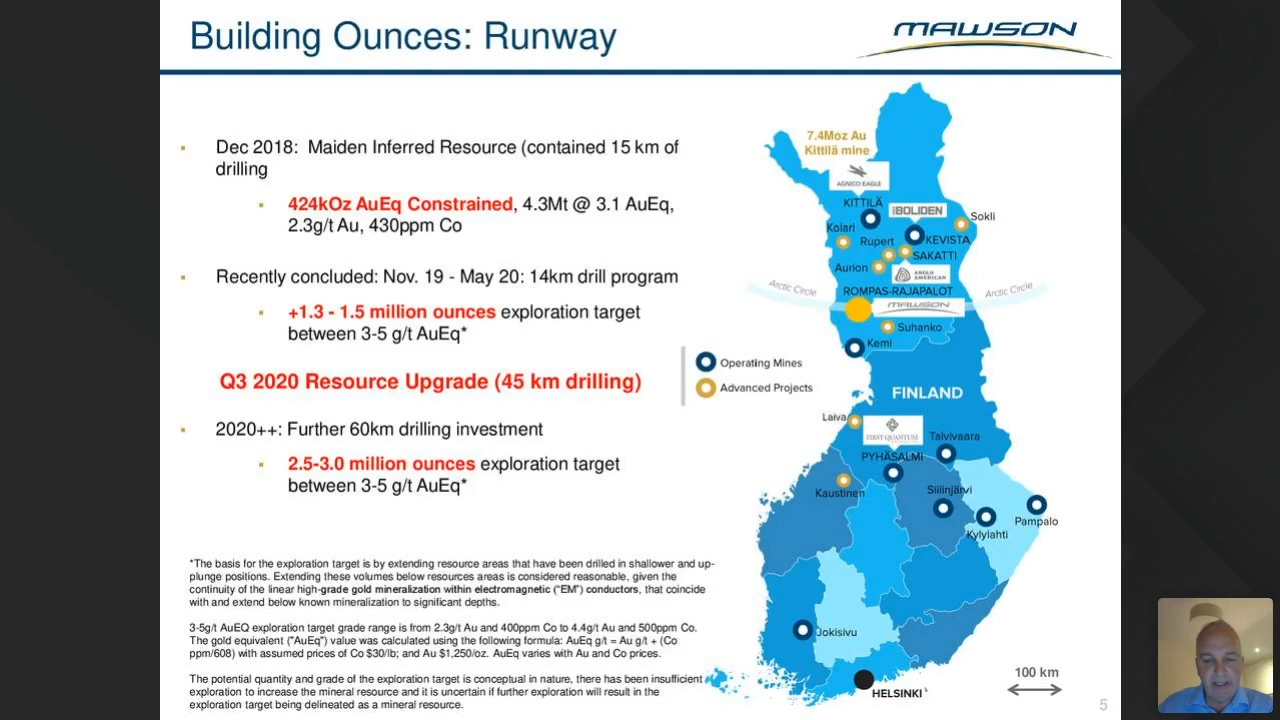 Building Ounces: Runway
MAWSON
Dec 2018: Maiden Inferred Resource (contained 15 km of
drilling
424kOz AuEq Constrained, 4.3Mt @ 3.1 AuEq,
2.3g/t Au, 430ppm Co
Recently concluded: Nov. 19 - May 20: 14km drill program
+1.3 - 1.5 million ounces exploration target
between 3-5 g/t AuEq*
Q3 2020 Resource Upgrade (45 km drilling)
2020++: Further 60km drilling investment
2.5-3.0 million ounces exploration target
between 3-5 g/t AuEq*
*The basis for the exploration target is by extending resource areas that have been drilled in shallower and up-
plunge positions. Extending these volumes below resources areas is considered reasonable, given the
continuity of the linear high-grade gold mineralization within electromagnetic ("EM") conductors, that coincide
with and extend below known mineralization to significant depths.
3-5g/t AuEQ exploration target grade range is from 2.3g/t Au and 400ppm Co to 4.4g/t Au and 500ppm Co.
The gold equivalent ("AuEq") value was calculated using the following formula: AuEq g/t = Au g/t + (Co
ppm/608) with assumed prices of Co $30/lb; and Au $1,250/oz. AuEq varies with Au and Co prices.
The potential quantity and grade of the exploration target is conceptual in nature, there has been insufficient
exploration to increase the mineral resource and it is uncertain if further exploration will result in the
exploration target being delineated as a mineral resource.
7.4Moz Au
Kittilä mine
AGNICO EAGLE
KITTILÄ
BOLIDEN
Sokli
Kolari
Rupert
KEVISTA
SAKATTI
Aurion
ANGLO
AMERICAN
ROMPAS-RAJAPALOT
Arctic Circle
MAWSON
Arctic Circle
Suhanko
Kemi
Operating Mines
Advanced Projects
FINLAND
Laiva
FIRST QUANTUM
Talvivaara
PYHÄSALMI
Kaustinen
Siilinjärvi
Pampalo
Kylylahti
Jokisivu
HELSINKI
100 km
5